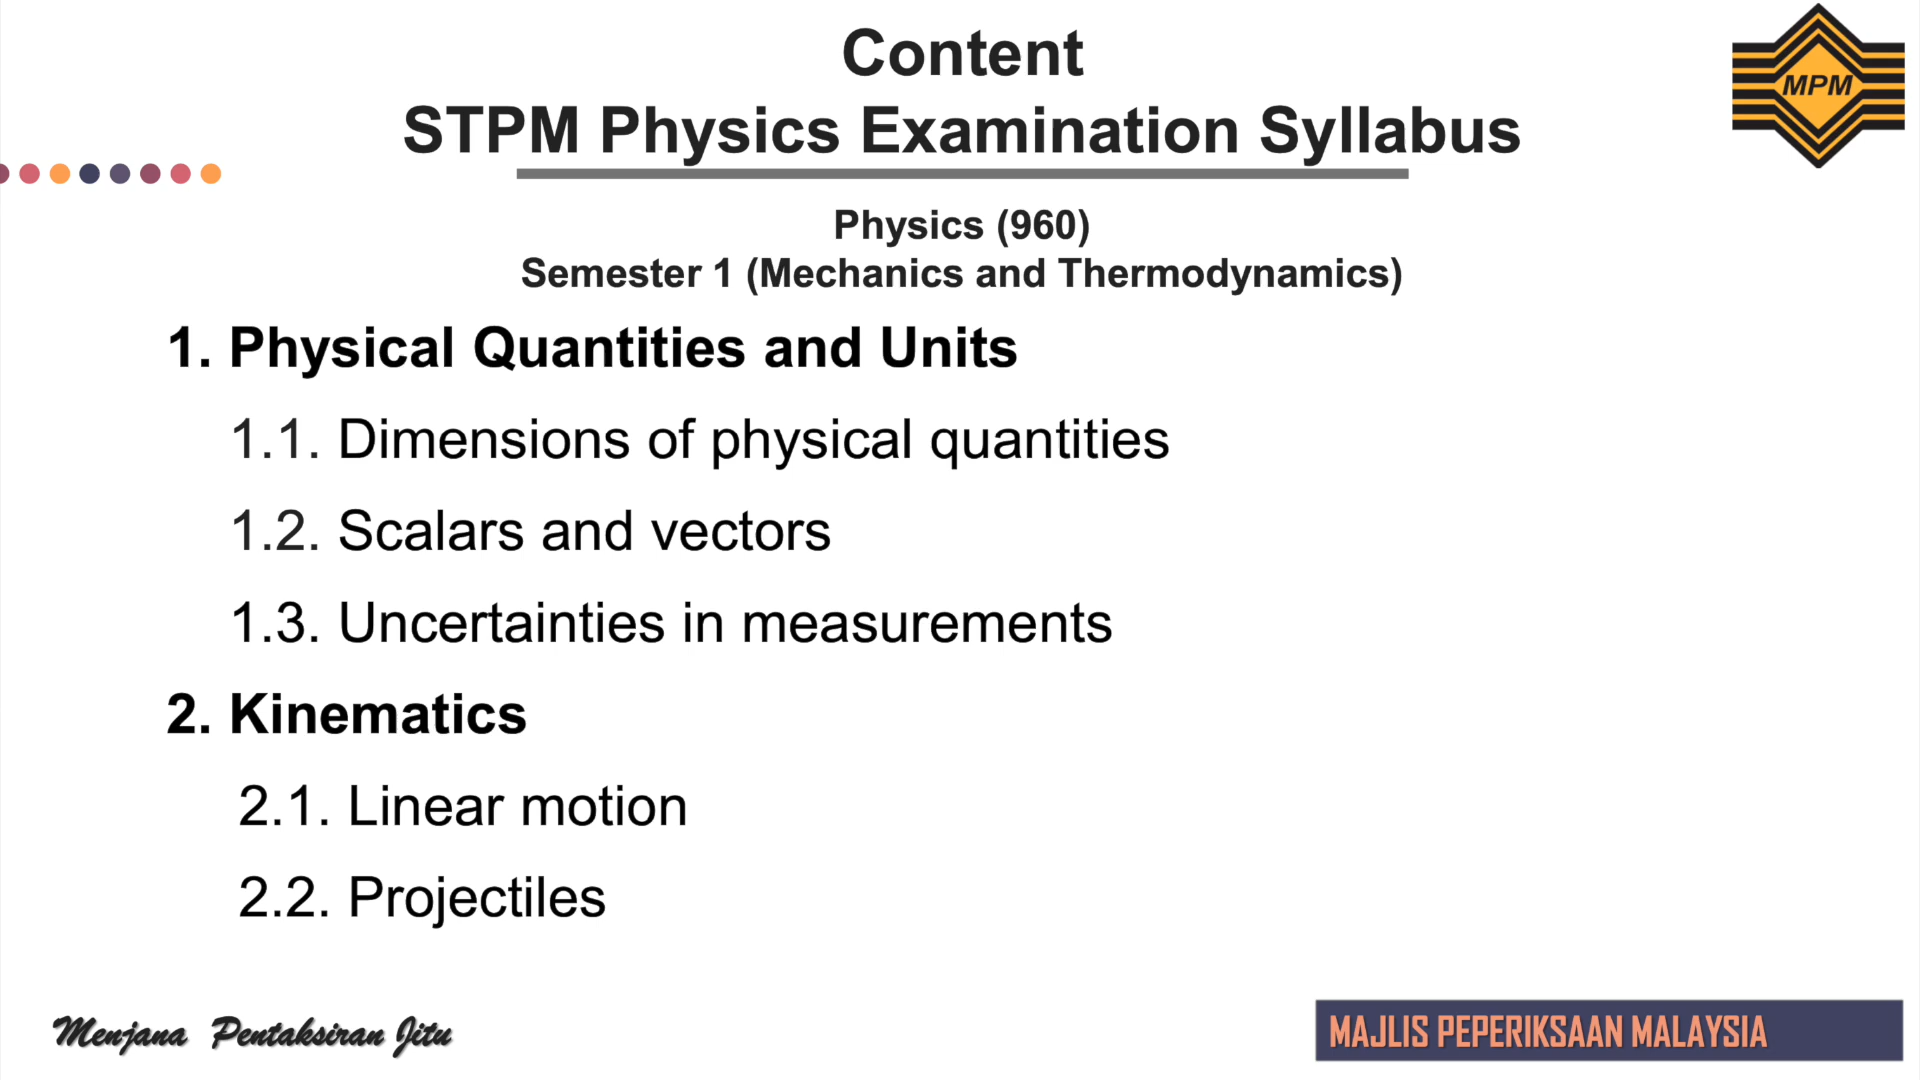 Content
STPM Physics Examination Syllabus
MPM
Physics (960)
Semester 1 (Mechanics and Thermodynamics)
1. Physical Quantities and Units
1.1. Dimensions of physical quantities
1.2. Scalars and vectors
1.3. Uncertainties in measurements
2. Kinematics
2.1. Linear motion
2.2. Projectiles
Menjana Pentaksiran Jitu
MAJLIS PEPERIKSAAN MALAYSIA